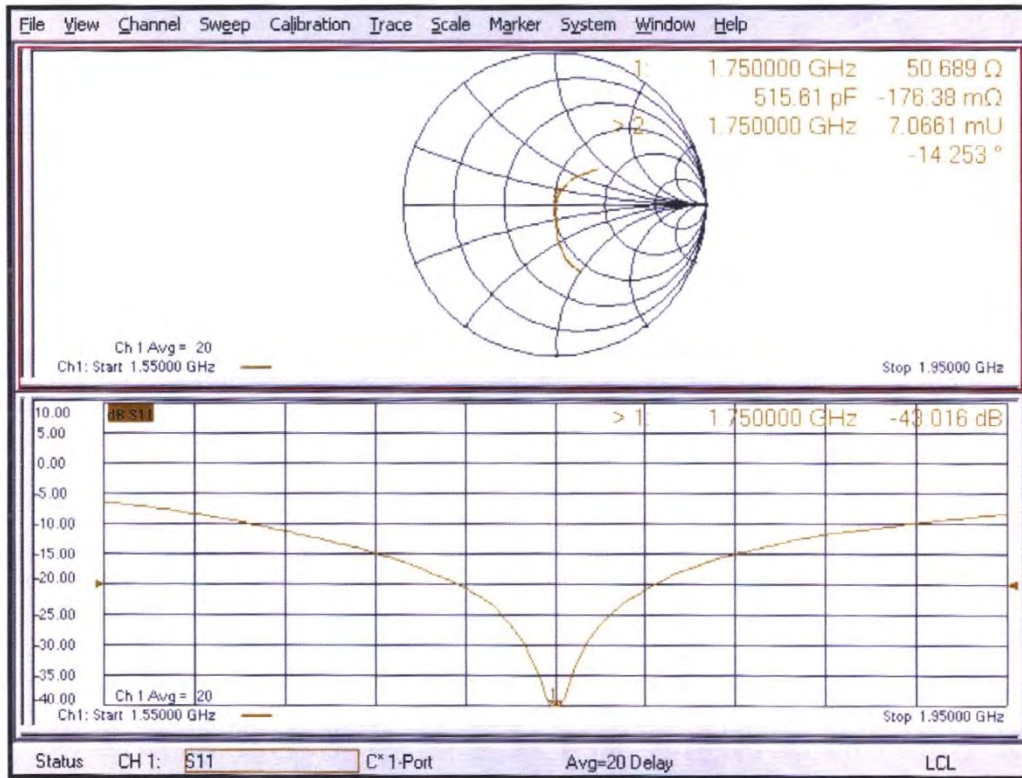 File View Channel Sweep Calibration Trace Scale Marker System Window Help
1: 1.750000 GHz 50.689 Ω
515.61 pF -176.38 mΩ
> 2: 1.750000 GHz 7.0661 mU
-14.253 °
Ch 1 Avg = 20
Ch1: Start 1.55000 GHz
Stop 1.95000 GHz
10.00
dB S11
> 1: 1.750000 GHz -43.016 dB
5.00
0.00
-5.00
-10.00
-15.00
-20.00
-25.00
-30.00
-35.00
-40.00
1
Ch 1 Avg = 20
Ch1: Start 1.55000 GHz
Stop 1.95000 GHz
Status CH 1: S11 C* 1-Port Avg=20 Delay LCL